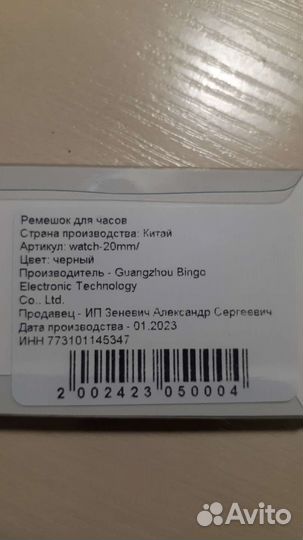 Ремешок для часов
Страна производства: Китай
Артикул: watch-20mm/
Цвет: черный
Производитель - Guangzhou Bingo
Electronic Technology
Co.. Ltd.
Продавец - ИП Зеневич Александр Сергеевич
Дата производства - 01.2023
ИНН 773101145347
2 002423 050004
Avito